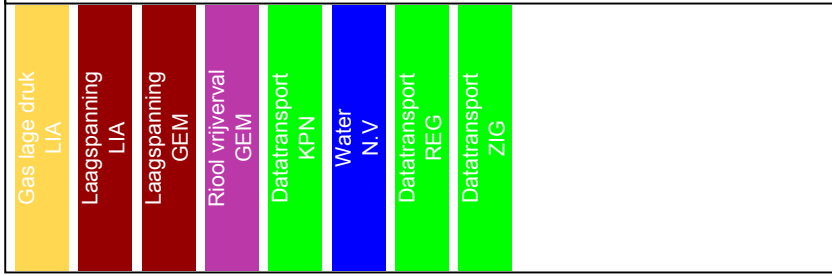 Gas lage druk
LIA
Laagspanning
LIA
Laagspanning
GEM
Riool vrijverval
GEM
Datatransport
KPN
Water
N.V
Datatransport
REG
Datatransport
ZIG